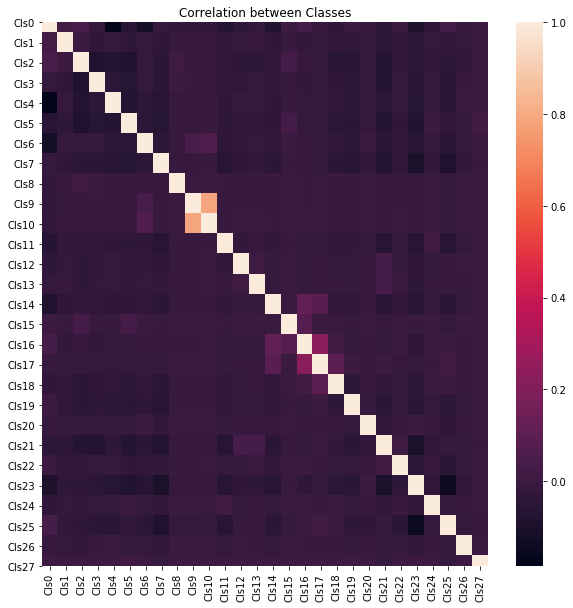 Correlation between Classes
Cls0
Cls1
Cls2
Cls3
Cls4
Cls5
Cls6
Cls7
Cls8
Cls9
Cls10
Cls11
Cls12
Cls13
Cls14
Cls15
Cls16
Cls17
Cls18
Cls19
Cls20
Cls21
Cls22
Cls23
Cls24
Cls25
Cls26
Cls27
Cls0 Cls1 Cls2 Cls3 Cls4 Cls5 Cls6 Cls7 Cls8 Cls9 Cls10 Cls11 Cls12 Cls13 Cls14 Cls15 Cls16 Cls17 Cls18 Cls19 Cls20 Cls21 Cls22 Cls23 Cls24 Cls25 Cls26 Cls27
1.0
0.8
0.6
0.4
0.2
0.0